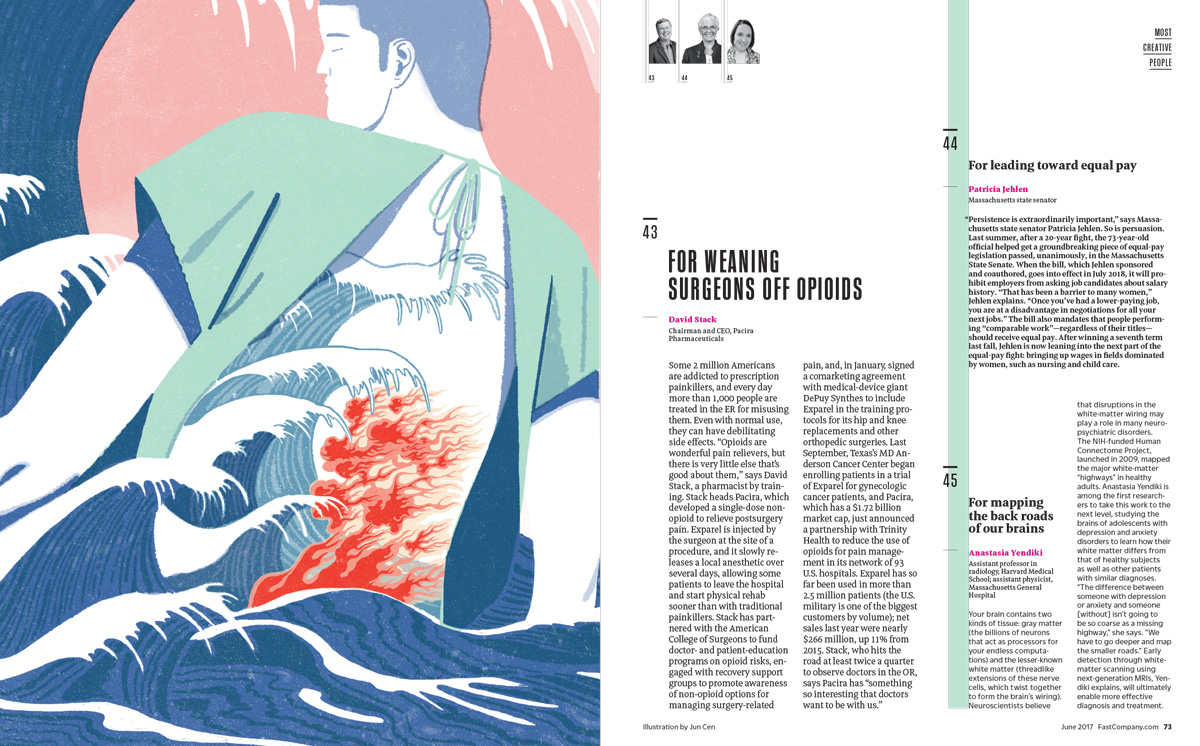 43
44
45
MOST
CREATIVE
PEOPLE
43
FOR WEANING
SURGEONS OFF OPIOIDS
David Stack
Chairman and CEO, Pacira
Pharmaceuticals
Some 2 million Americans
are addicted to prescription
painkillers, and every day
more than 1,000 people are
treated in the ER for misusing
them. Even with normal use,
they can have debilitating
side effects. “Opioids are
wonderful pain relievers, but
there is very little else that’s
good about them,” says David
Stack, a pharmacist by train-
ing. Stack heads Pacira, which
developed a single-dose non-
opioid to relieve postsurgery
pain. Exparel is injected by
the surgeon at the site of a
procedure, and it slowly re-
leases a local anesthetic over
several days, allowing some
patients to leave the hospital
and start physical rehab
sooner than with traditional
painkillers. Stack has part-
nered with the American
College of Surgeons to fund
doctor- and patient-education
programs on opioid risks, en-
gaged with recovery support
groups to promote awareness
of non-opioid options for
managing surgery-related
pain, and, in January, signed
a comarketing agreement
with medical-device giant
DePuy Synthes to include
Exparel in the training pro-
tocols for its hip and knee
replacements and other
orthopedic surgeries. Last
September, Texas’s MD An-
derson Cancer Center began
enrolling patients in a trial
of Exparel for gynecologic
cancer patients, and Pacira,
which has a $1.72 billion
market cap, just announced
a partnership with Trinity
Health to reduce the use of
opioids for pain manage-
ment in its network of 93
U.S. hospitals. Exparel has so
far been used in more than
2.5 million patients (the U.S.
military is one of the biggest
customers by volume); net
sales last year were nearly
$266 million, up 11% from
2015. Stack, who hits the
road at least twice a quarter
to observe doctors in the OR,
says Pacira has “something
so interesting that doctors
want to be with us.”
44
For leading toward equal pay
Patricia Jehlen
Massachusetts state senator
“Persistence is extraordinarily important,” says Massa-
chusetts state senator Patricia Jehlen. So is persuasion.
Last summer, after a 20-year fight, the 73-year-old
official helped get a groundbreaking piece of equal-pay
legislation passed, unanimously, in the Massachusetts
State Senate. When the bill, which Jehlen sponsored
and coauthored, goes into effect in July 2018, it will pro-
hibit employers from asking job candidates about salary
history. “That has been a barrier to many women,”
Jehlen explains. “Once you’ve had a lower-paying job,
you are at a disadvantage in negotiations for all your
next jobs.” The bill also mandates that people perform-
ing “comparable work”—regardless of their titles—
should receive equal pay. After winning a seventh term
last fall, Jehlen is now leaning into the next part of the
equal-pay fight: bringing up wages in fields dominated
by women, such as nursing and child care.
45
For mapping
the back roads
of our brains
Anastasia Yendiki
Assistant professor in
radiology, Harvard Medical
School; assistant physicist,
Massachusetts General
Hospital
Your brain contains two
kinds of tissue: gray matter
(the billions of neurons
that act as processors for
your endless computa-
tions) and the lesser-known
white matter (threadlike
extensions of these nerve
cells, which twist together
to form the brain’s wiring).
Neuroscientists believe
that disruptions in the
white-matter wiring may
play a role in many neuro-
psychiatric disorders.
The NIH-funded Human
Connectome Project,
launched in 2009, mapped
the major white-matter
“highways” in healthy
adults. Anastasia Yendiki is
among the first research-
ers to take this work to the
next level, studying the
brains of adolescents with
depression and anxiety
disorders to learn how their
white matter differs from
that of healthy subjects
as well as other patients
with similar diagnoses.
“The difference between
someone with depression
or anxiety and someone
[without] isn’t going to
be so coarse as a missing
highway,” she says. “We
have to go deeper and map
the smaller roads.” Early
detection through white-
matter scanning using
next-generation MRIs, Yen-
diki explains, will ultimately
enable more effective
diagnosis and treatment.
Illustration by Jun Cen
June 2017 FastCompany.com 73